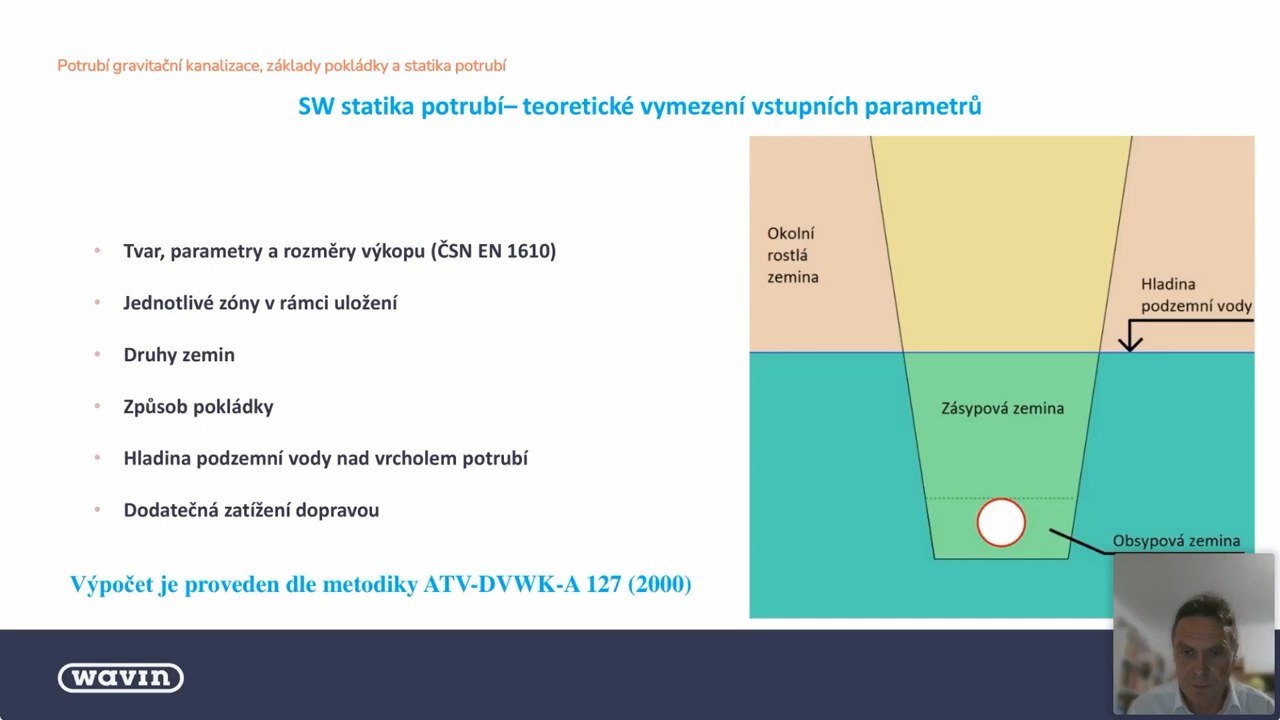 Potrubí gravitační kanalizace, základy pokládky a statika potrubí
SW statika potrubí– teoretické vymezení vstupních parametrů
• Tvar, parametry a rozměry výkopu (ČSN EN 1610)
• Jednotlivé zóny v rámci uložení
• Druhy zemin
• Způsob pokládky
• Hladina podzemní vody nad vrcholem potrubí
• Dodatečná zatížení dopravou
Výpočet je proveden dle metodiky ATV-DVWK-A 127 (2000)
Okolní
rostlá
zemina
Hladina
podzemní vody
Zásypová zemina
Obsypová zemina
wavin